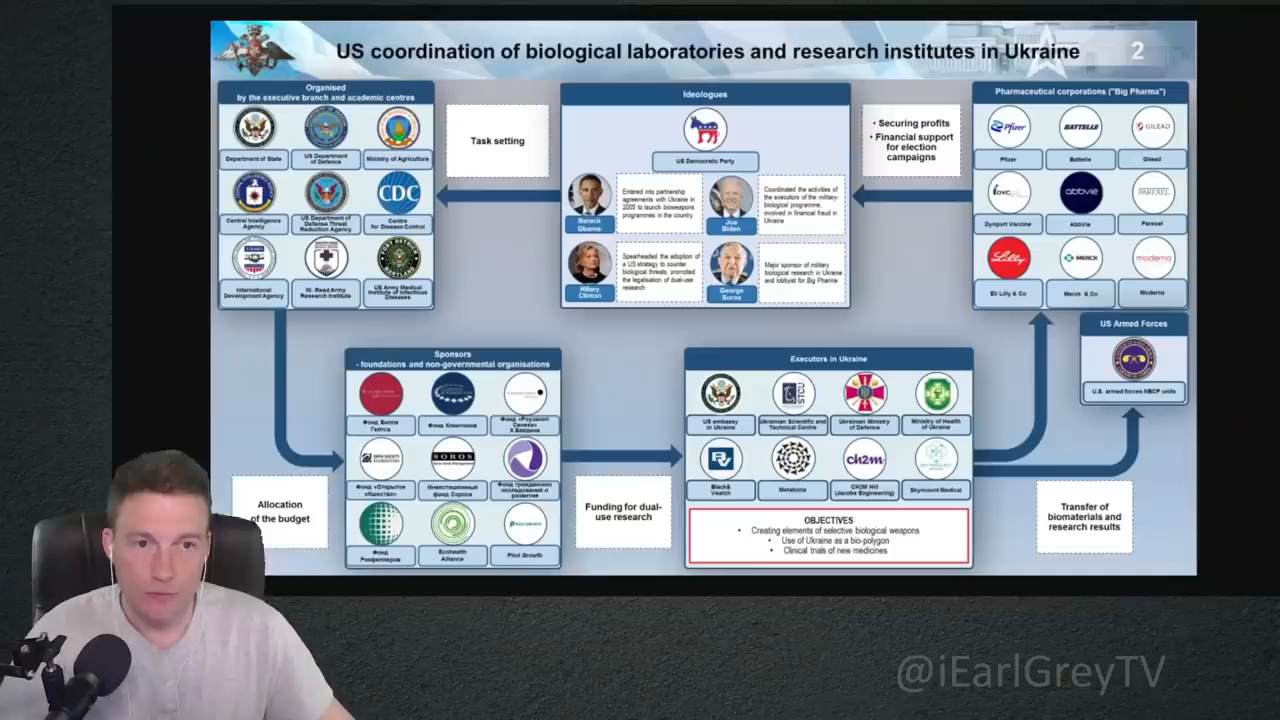 US coordination of biological laboratories and research institutes in Ukraine
2
Organised
by the executive branch and academic centres
Department of State
US Department
of Defence
Ministry of Agriculture
Central Intelligence
Agency
US Department of
Defense Threat
Reduction Agency
CDC
Centre
for Disease Control
International
Development Agency
W. Reed Army
Research Institute
US Army Medical
Institute of Infectious
Diseases
Task setting
Ideologues
US Democratic Party
Barack
Obama
Entered into partnership
agreements with Ukraine in
2005 to launch bioweapons
programmes in the country
Joe
Biden
Coordinated the activities of
the executors of the military-
biological programme,
involved in financial fraud in
Ukraine
Hillary
Clinton
Spearheaded the adoption of
a US strategy to counter
biological threats, promoted
the legalisation of dual-use
research
George
Soros
Major sponsor of military
biological research in Ukraine
and lobbyist for Big Pharma
• Securing profits
• Financial support
for election
campaigns
Pharmaceutical corporations ("Big Pharma")
Pfizer
BATTELLE
GILEAD
Pfizer
Battelle
Gilead
abbvie
PAREXEL
Dynport Vaccine
AbbVie
Parexel
Lilly
MERCK
moderna
Eli Lilly & Co
Merck & Co
Moderna
US Armed Forces
U.S. armed forces NBCP units
Sponsors
- foundations and non-governmental organisations
Фонд Билла
Гейтса
Фонд Клинтонов
Фонд «Роузмонт
Сенека»
Х.Байдена
OPEN SOCIETY
FOUNDATIONS
SOROS
Фонд «Открытое
общество»
Инвестиционный
фонд Сороса
Фонд гражданских
исследований и
развития
Фонд
Рокфеллеров
Ecohealth
Alliance
Pilot Growth
Executors in Ukraine
STCU
US embassy
in Ukraine
Ukrainian Scientific and
Technical Centre
Ukrainian Ministry
of Defence
Ministry of Health
of Ukraine
BV
ch2m
Black&
Veatch
Metabiota
CH2M Hill
(Jacobs Engineering)
Skymount Medical
OBJECTIVES
• Creating elements of selective biological weapons
• Use of Ukraine as a bio-polygon
• Clinical trials of new medicines
Allocation
of the budget
Funding for dual-
use research
Transfer of
biomaterials and
research results
@iEarlGreyTV